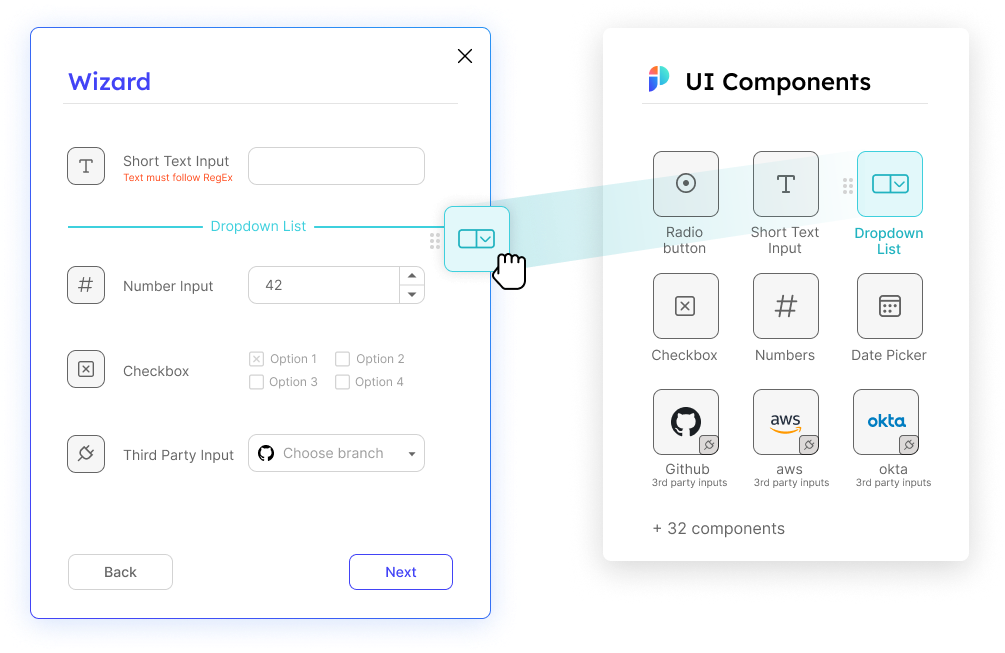 Wizard
Short Text Input
Text must follow RegEx
Dropdown List
Number Input
42
Checkbox
Option 1
Option 2
Option 3
Option 4
Third Party Input
Choose branch
Back
Next
UI Components
Radio
button
Short Text
Input
Dropdown
List
Checkbox
Numbers
Date Picker
aws
okta
Github
3rd party inputs
aws
3rd party inputs
okta
3rd party inputs
+ 32 components